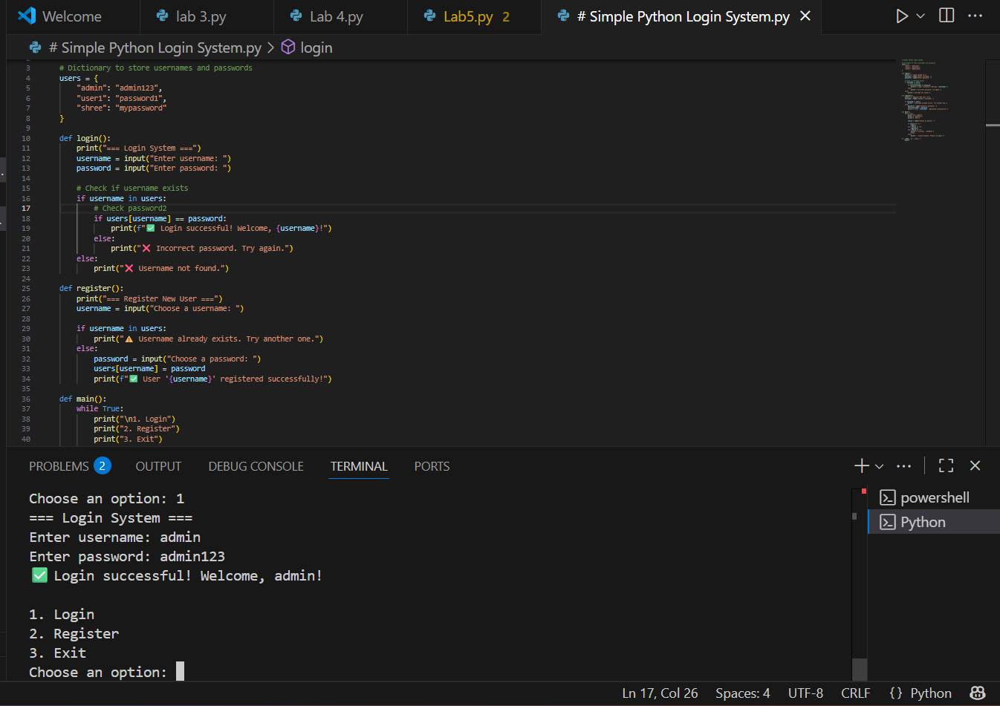 Welcome
lab 3.py
Lab 4.py
Lab5.py 2
# Simple Python Login System.py
# Simple Python Login System.py > login
3 # Dictionary to store usernames and passwords
4 users = {
5 "admin": "admin123",
6 "user1": "password1",
7 "shree": "mypassword"
8 }
9
10 def login():
11 print("=== Login System ===")
12 username = input("Enter username: ")
13 password = input("Enter password: ")
14
15 # Check if username exists
16 if username in users:
17 # Check password2
18 if users[username] == password:
19 print(f"✅ Login successful! Welcome, {username}!")
20 else:
21 print("❌ Incorrect password. Try again.")
22 else:
23 print("❌ Username not found.")
24
25 def register():
26 print("=== Register New User ===")
27 username = input("Choose a username: ")
28
29 if username in users:
30 print("⚠️ Username already exists. Try another one.")
31 else:
32 password = input("Choose a password: ")
33 users[username] = password
34 print(f"✅ User '{username}' registered successfully!")
35
36 def main():
37 while True:
38 print("\n1. Login")
39 print("2. Register")
40 print("3. Exit")
PROBLEMS 2 OUTPUT DEBUG CONSOLE TERMINAL PORTS
Choose an option: 1
=== Login System ===
Enter username: admin
Enter password: admin123
✅ Login successful! Welcome, admin!
1. Login
2. Register
3. Exit
Choose an option:
powershell
Python
Ln 17, Col 26 Spaces: 4 UTF-8 CRLF {} Python